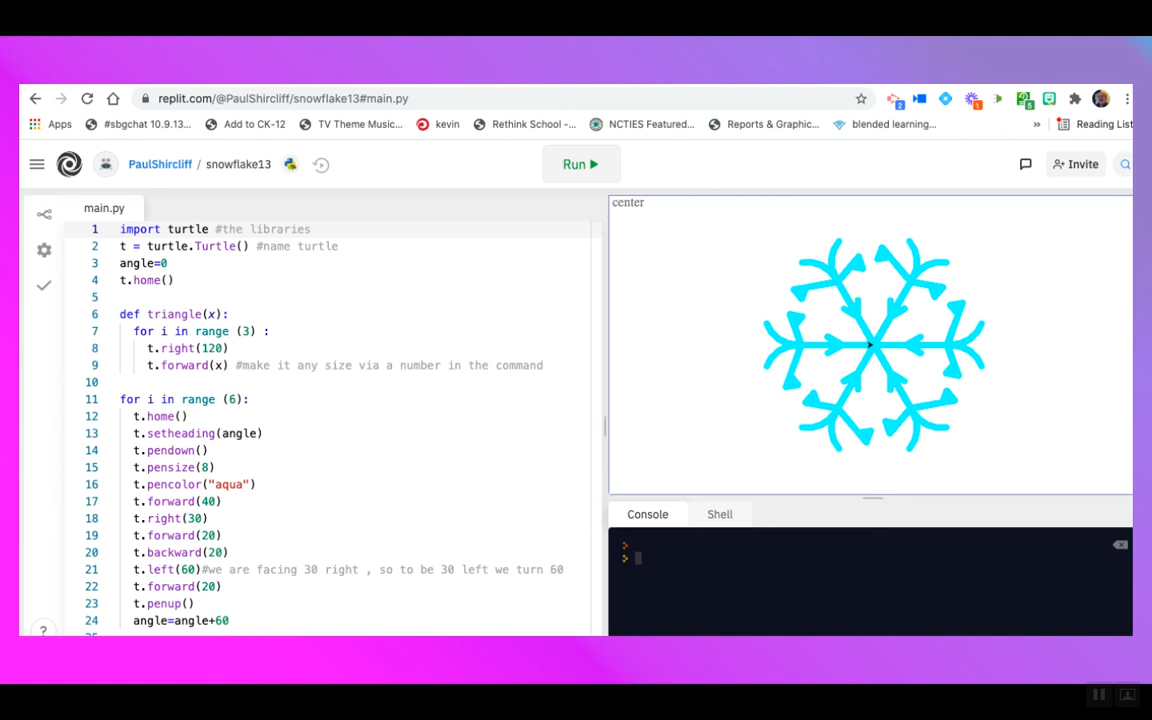 replit.com/@PaulShircliff/snowflake13#main.py
2
1
6
Apps
#sbgchat 10.9.13...
Add to CK-12
TV Theme Music...
kevin
Rethink School -...
NCTIES Featured...
Reports & Graphic...
blended learning...
»
Reading List
PaulShircliff / snowflake13
Run
Invite
main.py
center
1 import turtle #the libraries
2 t = turtle.Turtle() #name turtle
3 angle=0
4 t.home()
5
6 def triangle(x):
7 for i in range (3) :
8 t.right(120)
9 t.forward(x) #make it any size via a number in the command
10
11 for i in range (6):
12 t.home()
13 t.setheading(angle)
14 t.pendown()
15 t.pensize(8)
16 t.pencolor("aqua")
17 t.forward(40)
18 t.right(30)
19 t.forward(20)
20 t.backward(20)
21 t.left(60)#we are facing 30 right , so to be 30 left we turn 60
22 t.forward(20)
23 t.penup()
24 angle=angle+60
?
Console
Shell
>
>